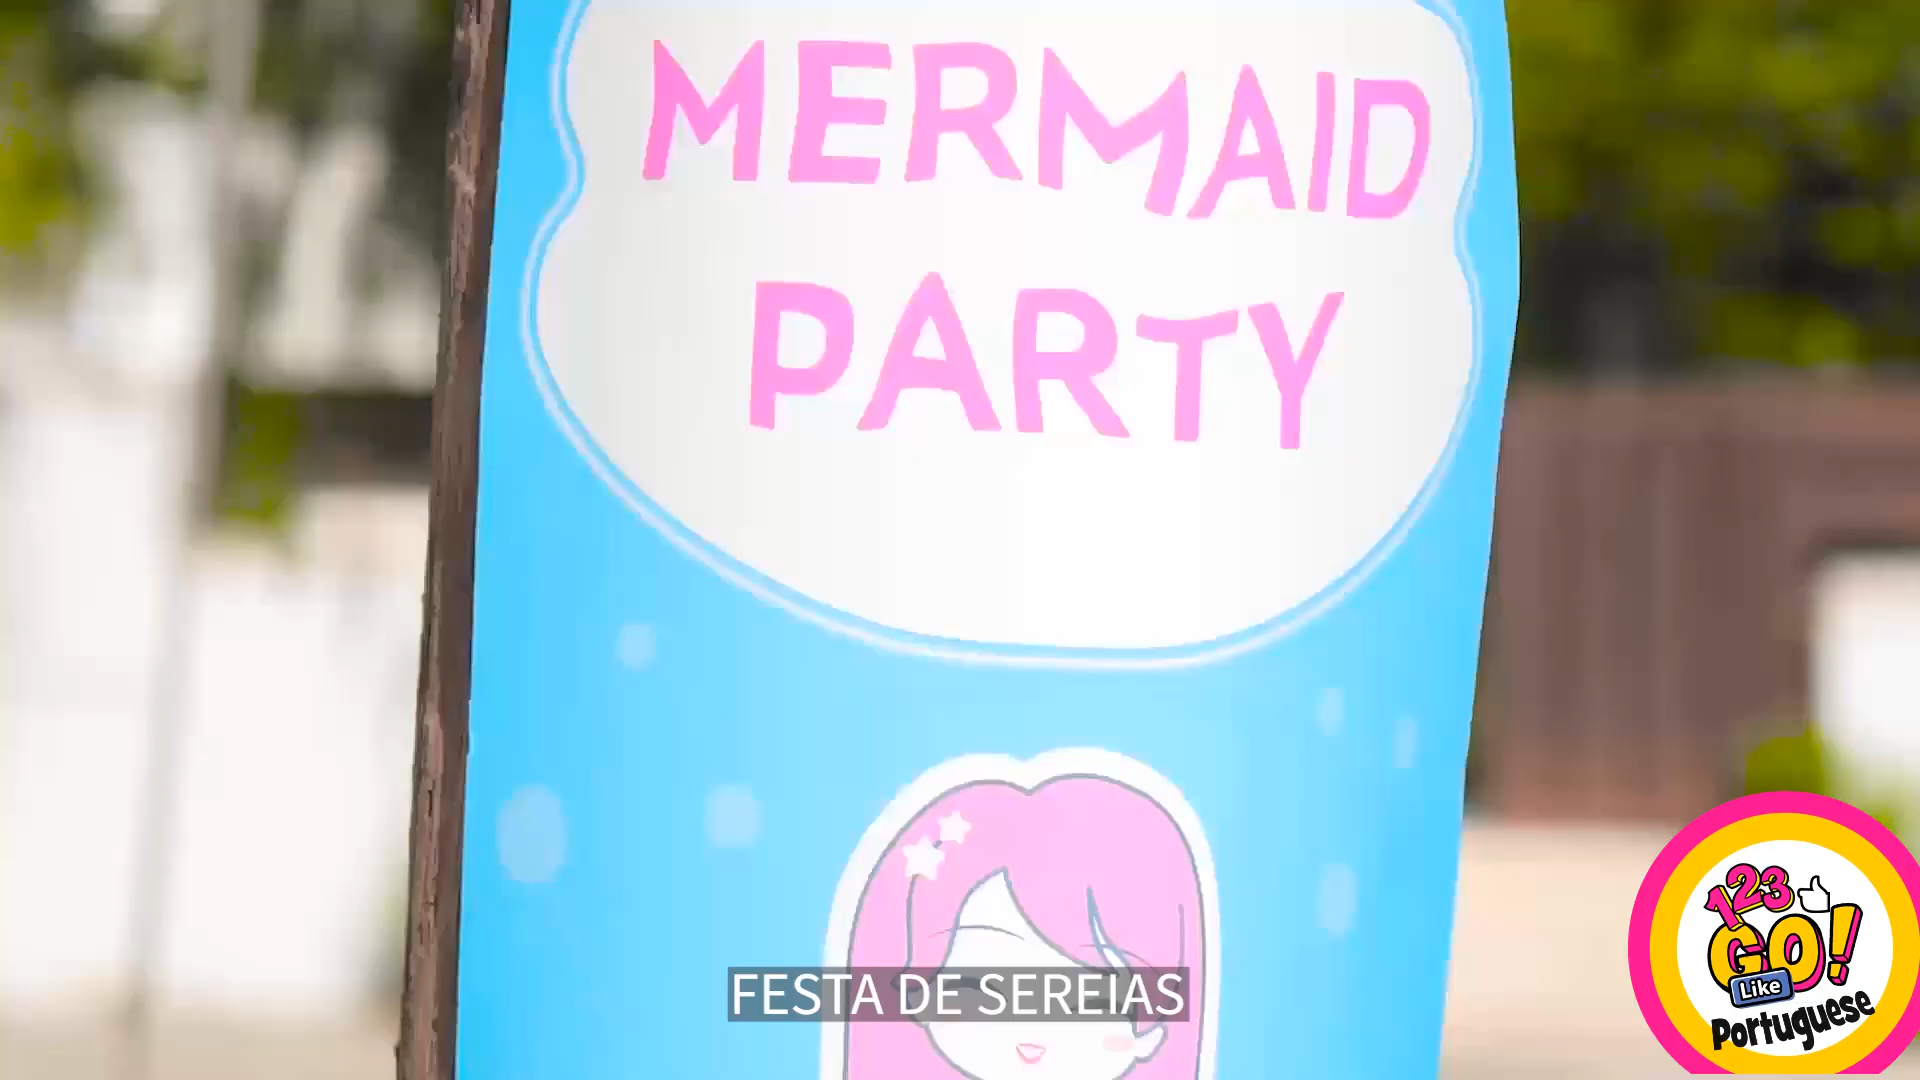 MERMAID
PARTY
FESTA DE SEREIAS
123
GO!
Like
Portuguese